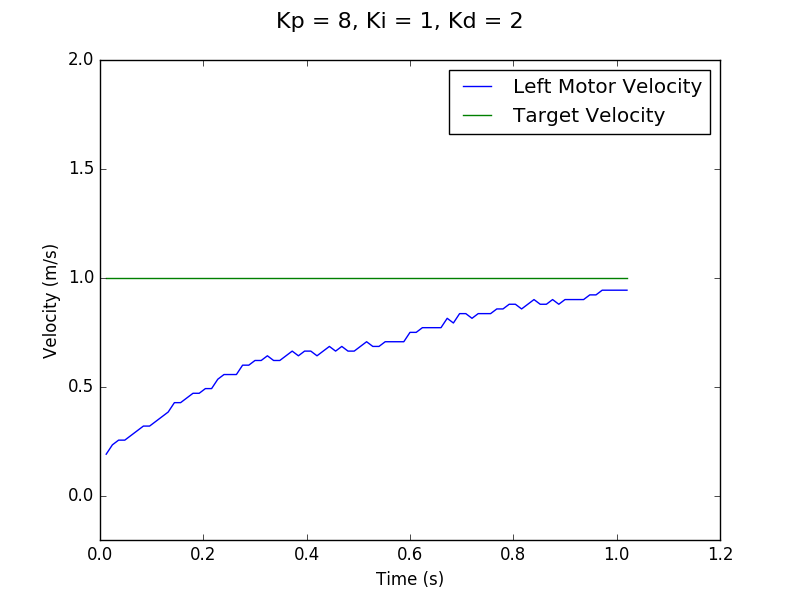 Kp = 8, Ki = 1, Kd = 2
2.0
Left Motor Velocity
Target Velocity
1.5
1.0
0.5
0.0
Velocity (m/s)
0.0 0.2 0.4 0.6 0.8 1.0 1.2
Time (s)